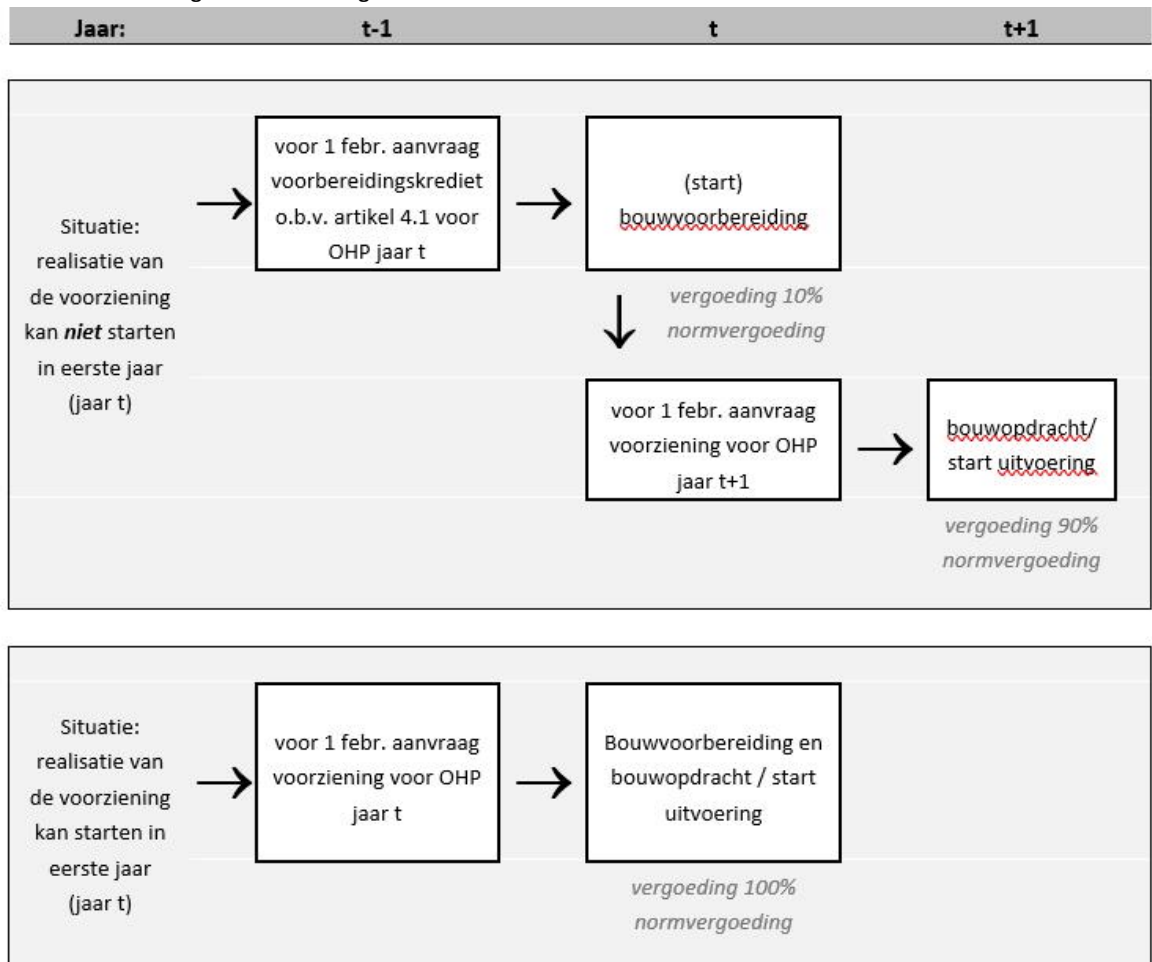 Jaar: t-1 t t+1
Situatie:
realisatie van
de voorziening
kan niet starten
in eerste jaar
(jaar t)
voor 1 febr. aanvraag
voorbereidingskrediet
o.b.v. artikel 4.1 voor
OHP jaar t
(start)
bouwvoorbereiding
vergoeding 10%
normvergoeding
voor 1 febr. aanvraag
voorziening voor OHP
jaar t+1
bouwopdracht/
start uitvoering
vergoeding 90%
normvergoeding
Situatie:
realisatie van
de voorziening
kan starten in
eerste jaar
(jaar t)
voor 1 febr. aanvraag
voorziening voor OHP
jaar t
Bouwvoorbereiding en
bouwopdracht / start
uitvoering
vergoeding 100%
normvergoeding